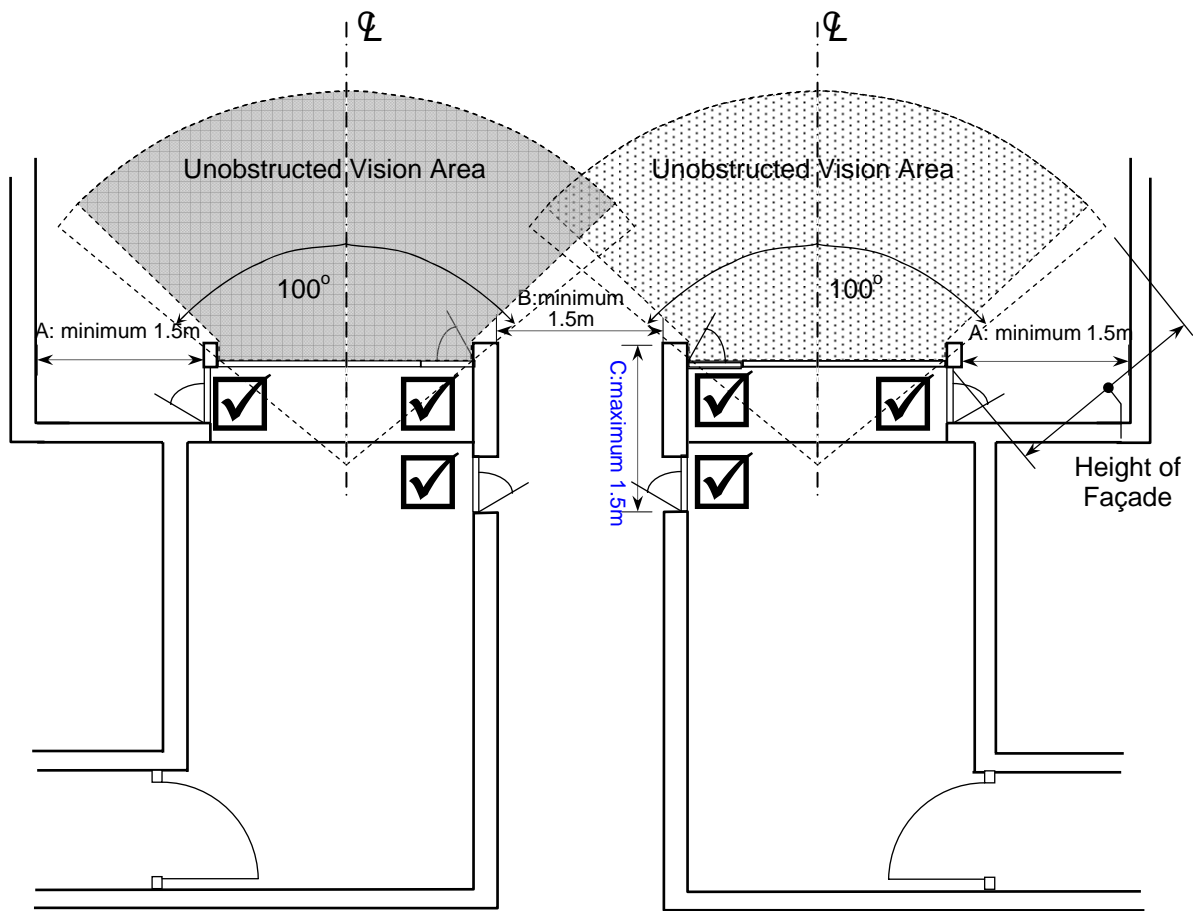 ℄
℄
Unobstructed Vision Area
Unobstructed Vision Area
100°
B:minimum
1.5m
100°
A: minimum 1.5m
A: minimum 1.5m
C:maximum 1.5m
Height of
Façade